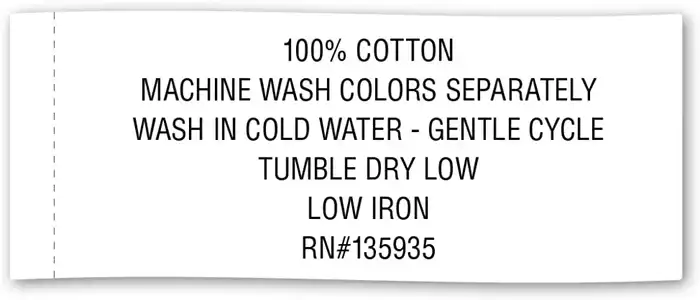 100% COTTON
MACHINE WASH COLORS SEPARATELY
WASH IN COLD WATER - GENTLE CYCLE
TUMBLE DRY LOW
LOW IRON
RN#135935